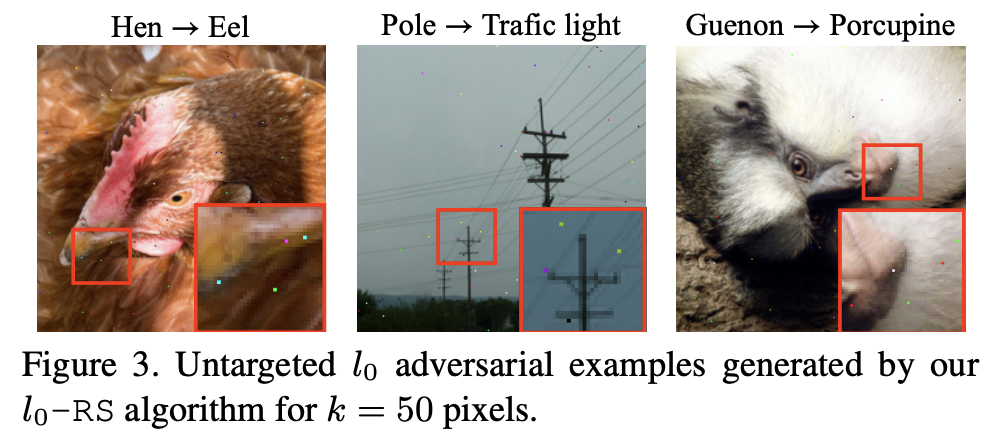 Hen → Eel
Pole → Trafic light
Guenon → Porcupine
Figure 3. Untargeted l₀ adversarial examples generated by our
l₀-RS algorithm for k = 50 pixels.